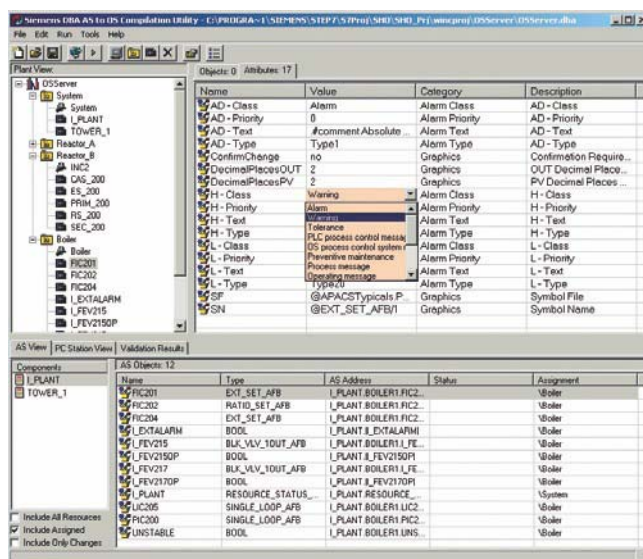 Siemens DBA AS to OS Compilation Utility - C:\PROGRA~1\SIEMENS\STEP7\S7Proj\SHO\SHO_Prj\wincproj\OSServer\OSServer.dba
File Edit Run Tools Help
Plant View:
OSServer
System
System
I_PLANT
TOWER_1
Reactor_A
Reactor_B
INC2
CAS_200
ES_200
PRIM_200
RS_200
SEC_200
Boiler
Boiler
FIC201
FIC202
FIC204
I_EXTALARM
I_FEV215
I_FEV2150P
Objects: 0 Attributes: 17
Name Value Category Description
AD - Class Alarm Alarm Class AD - Class
AD - Priority 0 Alarm Priority AD - Priority
AD - Text .#comment Absolute ... Alarm Text AD - Text
AD - Type Type1 Alarm Type AD - Type
ConfirmChange no Graphics Confirmation Require...
DecimalPlacesOUT 2 Graphics OUT Decimal Place...
DecimalPlacesPV 2 Graphics PV Decimal Places ...
H - Class Warning Alarm Class H - Class
H - Priority Alarm Alarm Priority H - Priority
H - Text Warning Alarm Text H - Text
Tolerance
H - Type PLC process control messag Alarm Type H - Type
L - Class OS process control system Alarm Class L - Class
L - Priority Preventive maintenance Alarm Priority L - Priority
Process message
L - Text Operating message Alarm Text L - Text
L - Type Type20 Alarm Type L - Type
SF @APACSTypicals.P... Graphics Symbol File
SN @EXT_SET_AFB/1 Graphics Symbol Name
AS View PC Station View Validation Results
Components
I_PLANT
TOWER_1
Include All Resources
Include Assigned
Include Only Changes
AS Objects: 12
Name Type AS Address Status Assignment
FIC201 EXT_SET_AFB I_PLANT.BOILER1.FIC2... \Boiler
FIC202 RATIO_SET_AFB I_PLANT.BOILER1.FIC2... \Boiler
FIC204 EXT_SET_AFB I_PLANT.BOILER1.FIC2... \Boiler
I_EXTALARM BOOL I_PLANT.II_EXTALARMI \Boiler
I_FEV215 BLK_VLV_1OUT_AFB I_PLANT.BOILER1.I_FE... \Boiler
I_FEV2150P BOOL I_PLANT.II_FEV2150PI \Boiler
I_FEV217 BLK_VLV_1OUT_AFB I_PLANT.BOILER1.I_FE... \Boiler
I_FEV2170P BOOL I_PLANT.II_FEV2170PI \Boiler
I_PLANT RESOURCE_STATUS_... I_PLANT.RESOURCE_... \System
LIC205 SINGLE_LOOP_AFB I_PLANT.BOILER1.LIC2... \Boiler
PIC200 SINGLE_LOOP_AFB I_PLANT.BOILER1.PIC2... \Boiler
UNSTABLE BOOL I_PLANT.BOILER1.UNS... \Boiler